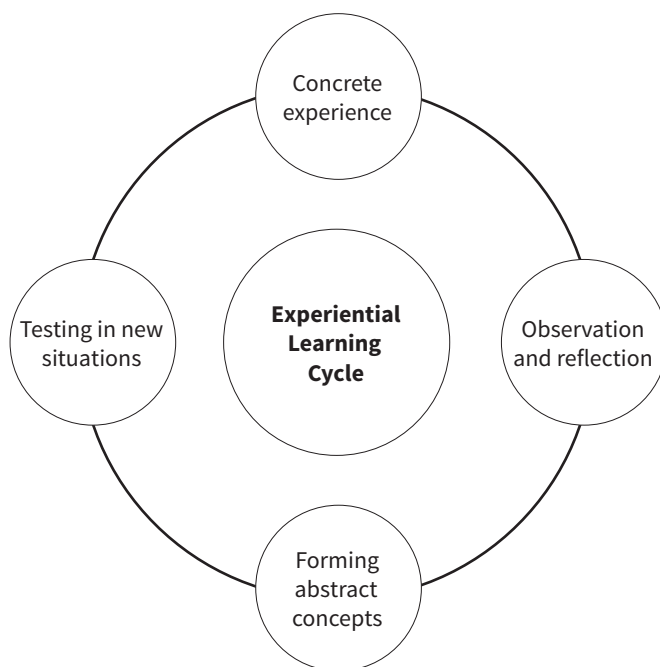 Concrete
experience
Testing in new
situations
Experiential
Learning
Cycle
Observation
and reflection
Forming
abstract
concepts